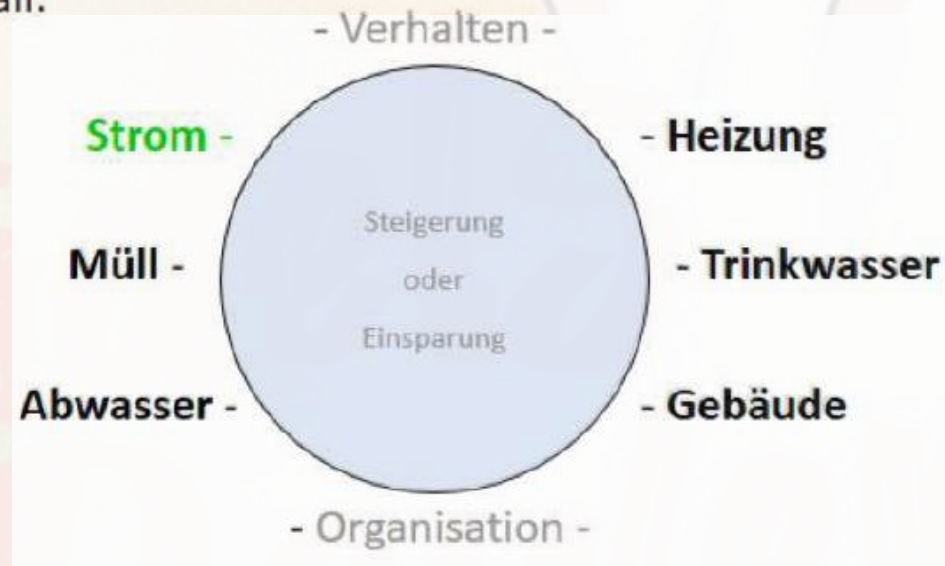 - Verhalten -
Strom -
- Heizung
Steigerung
Müll -
- Trinkwasser
oder
Einsparung
Abwasser -
- Gebäude
- Organisation -